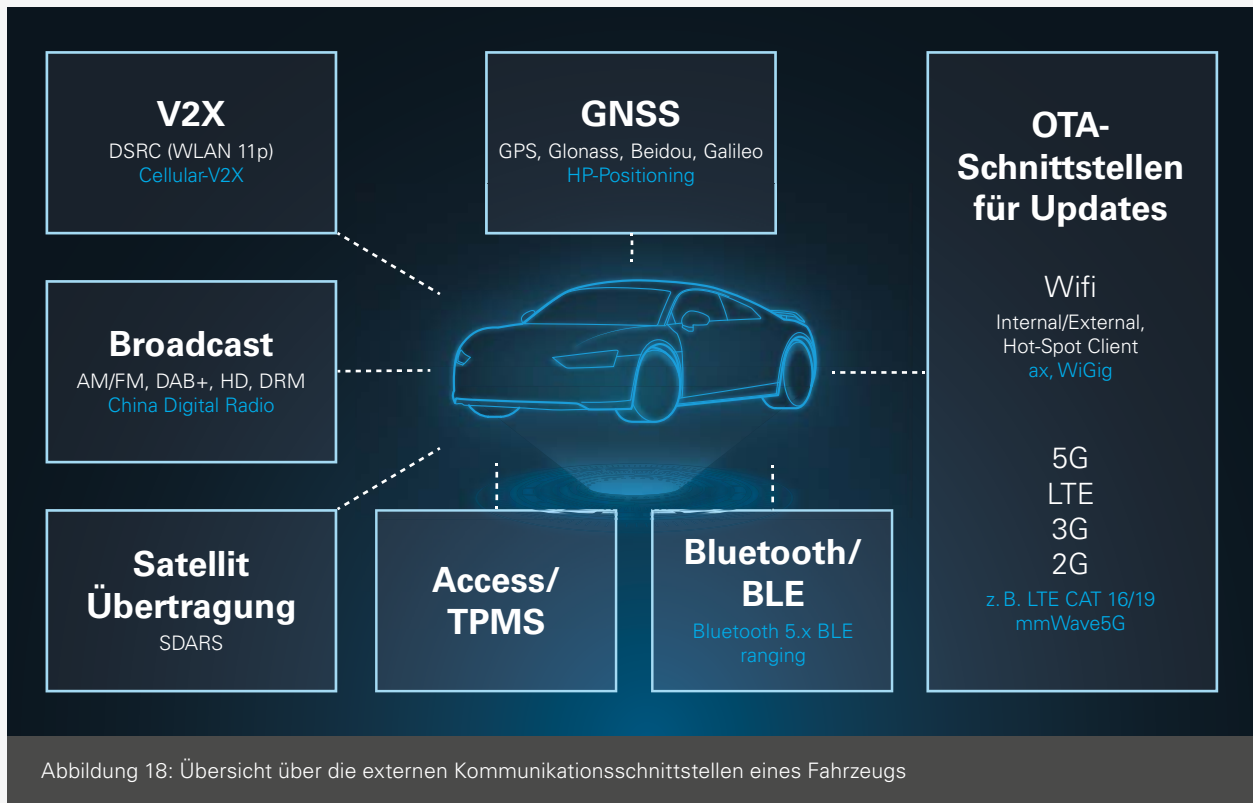 V2X
DSRC (WLAN 11p)
Cellular-V2X
GNSS
GPS, Glonass, Beidou, Galileo
HP-Positioning
OTA-
Schnittstellen
für Updates
Wifi
Internal/External,
Hot-Spot Client
ax, WiGig
5G
LTE
3G
2G
z. B. LTE CAT 16/19
mmWave5G
Broadcast
AM/FM, DAB+, HD, DRM
China Digital Radio
Satellit
Übertragung
SDARS
Access/
TPMS
Bluetooth/
BLE
Bluetooth 5.x BLE
ranging
Abbildung 18: Übersicht über die externen Kommunikationsschnittstellen eines Fahrzeugs